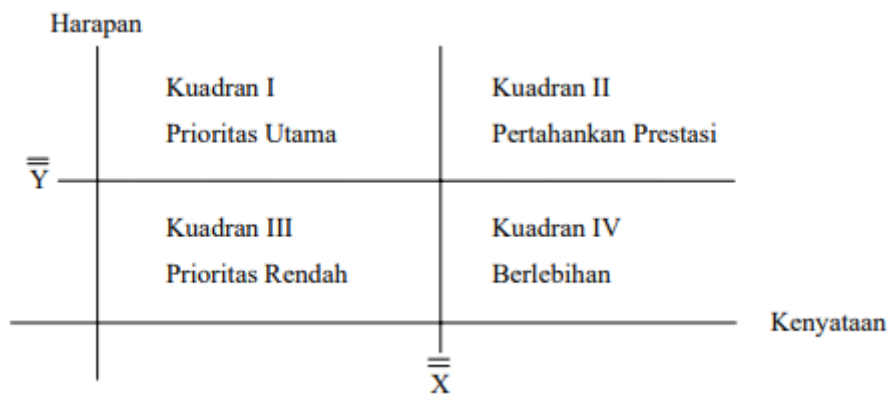 Harapan
Kuadran I
Prioritas Utama
Kuadran II
Pertahankan Prestasi
Y
Kuadran III
Prioritas Rendah
Kuadran IV
Berlebihan
Kenyataan
X